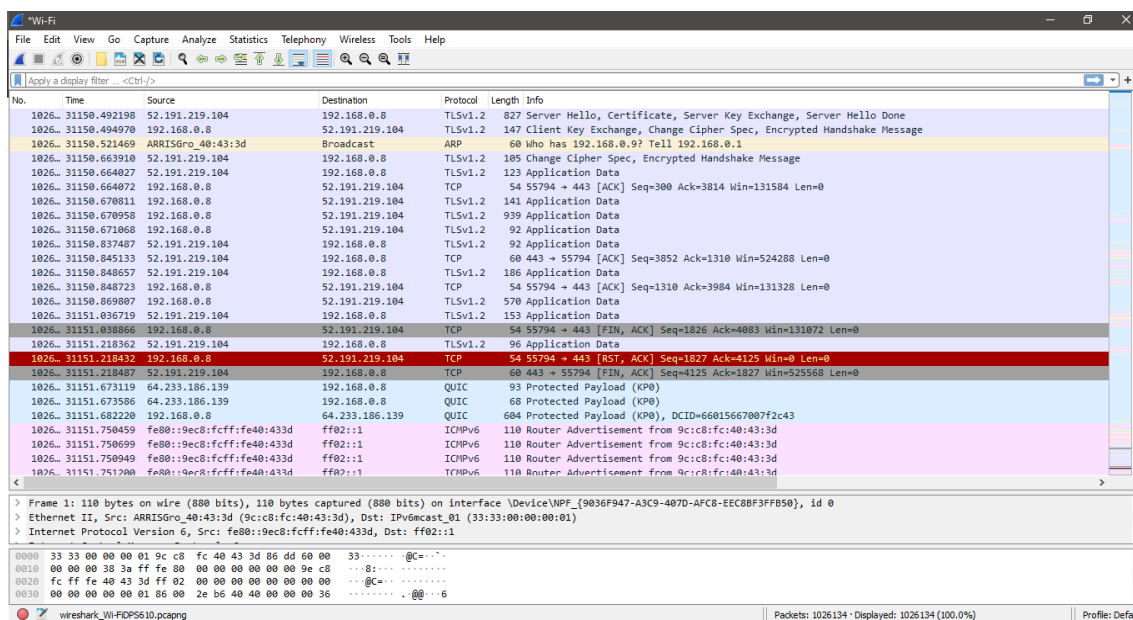 *Wi-Fi
File Edit View Go Capture Analyze Statistics Telephony Wireless Tools Help
Apply a display filter ... <Ctrl-/>
No. Time Source Destination Protocol Length Info
1026… 31150.492198 52.191.219.104 192.168.0.8 TLSv1.2 827 Server Hello, Certificate, Server Key Exchange, Server Hello Done
1026… 31150.494970 192.168.0.8 52.191.219.104 TLSv1.2 147 Client Key Exchange, Change Cipher Spec, Encrypted Handshake Message
1026… 31150.521469 ARRISGro_40:43:3d Broadcast ARP 60 Who has 192.168.0.9? Tell 192.168.0.1
1026… 31150.663910 52.191.219.104 192.168.0.8 TLSv1.2 105 Change Cipher Spec, Encrypted Handshake Message
1026… 31150.664027 52.191.219.104 192.168.0.8 TLSv1.2 123 Application Data
1026… 31150.664072 192.168.0.8 52.191.219.104 TCP 54 55794 → 443 [ACK] Seq=300 Ack=3814 Win=131584 Len=0
1026… 31150.670811 192.168.0.8 52.191.219.104 TLSv1.2 141 Application Data
1026… 31150.670958 192.168.0.8 52.191.219.104 TLSv1.2 939 Application Data
1026… 31150.671068 192.168.0.8 52.191.219.104 TLSv1.2 92 Application Data
1026… 31150.837487 52.191.219.104 192.168.0.8 TLSv1.2 92 Application Data
1026… 31150.845133 52.191.219.104 192.168.0.8 TCP 60 443 → 55794 [ACK] Seq=3852 Ack=1310 Win=524288 Len=0
1026… 31150.848657 52.191.219.104 192.168.0.8 TLSv1.2 186 Application Data
1026… 31150.848723 192.168.0.8 52.191.219.104 TCP 54 55794 → 443 [ACK] Seq=1310 Ack=3984 Win=131328 Len=0
1026… 31150.869807 192.168.0.8 52.191.219.104 TLSv1.2 570 Application Data
1026… 31151.036719 52.191.219.104 192.168.0.8 TLSv1.2 153 Application Data
1026… 31151.038866 192.168.0.8 52.191.219.104 TCP 54 55794 → 443 [FIN, ACK] Seq=1826 Ack=4083 Win=131072 Len=0
1026… 31151.218362 52.191.219.104 192.168.0.8 TLSv1.2 96 Application Data
1026… 31151.218432 192.168.0.8 52.191.219.104 TCP 54 55794 → 443 [RST, ACK] Seq=1827 Ack=4125 Win=0 Len=0
1026… 31151.218487 52.191.219.104 192.168.0.8 TCP 60 443 → 55794 [FIN, ACK] Seq=4125 Ack=1827 Win=525568 Len=0
1026… 31151.673119 64.233.186.139 192.168.0.8 QUIC 93 Protected Payload (KP0)
1026… 31151.673586 64.233.186.139 192.168.0.8 QUIC 68 Protected Payload (KP0)
1026… 31151.682220 192.168.0.8 64.233.186.139 QUIC 604 Protected Payload (KP0), DCID=66015667007f2c43
1026… 31151.750459 fe80::9ec8:fcff:fe40:433d ff02::1 ICMPv6 110 Router Advertisement from 9c:c8:fc:40:43:3d
1026… 31151.750699 fe80::9ec8:fcff:fe40:433d ff02::1 ICMPv6 110 Router Advertisement from 9c:c8:fc:40:43:3d
1026… 31151.750949 fe80::9ec8:fcff:fe40:433d ff02::1 ICMPv6 110 Router Advertisement from 9c:c8:fc:40:43:3d
1026… 31151.751200 fe80::9ec8:fcff:fe40:433d ff02::1 ICMPv6 110 Router Advertisement from 9c:c8:fc:40:43:3d
> Frame 1: 110 bytes on wire (880 bits), 110 bytes captured (880 bits) on interface \Device\NPF_{9036F947-A3C9-407D-AFC8-EEC8BF3FFB50}, id 0
> Ethernet II, Src: ARRISGro_40:43:3d (9c:c8:fc:40:43:3d), Dst: IPv6mcast_01 (33:33:00:00:00:01)
> Internet Protocol Version 6, Src: fe80::9ec8:fcff:fe40:433d, Dst: ff02::1
0000 33 33 00 00 00 01 9c c8 fc 40 43 3d 86 dd 60 00 33······ ·@C=··`·
0010 00 00 00 38 3a ff fe 80 00 00 00 00 00 00 9e c8 ···8:··· ········
0020 fc ff fe 40 43 3d ff 02 00 00 00 00 00 00 00 00 ···@C=·· ········
0030 00 00 00 00 00 01 86 00 2e b6 40 40 00 00 00 36 ········ .·@@···6
wireshark_Wi-FiDPS610.pcapng Packets: 1026134 · Displayed: 1026134 (100.0%) Profile: Defa